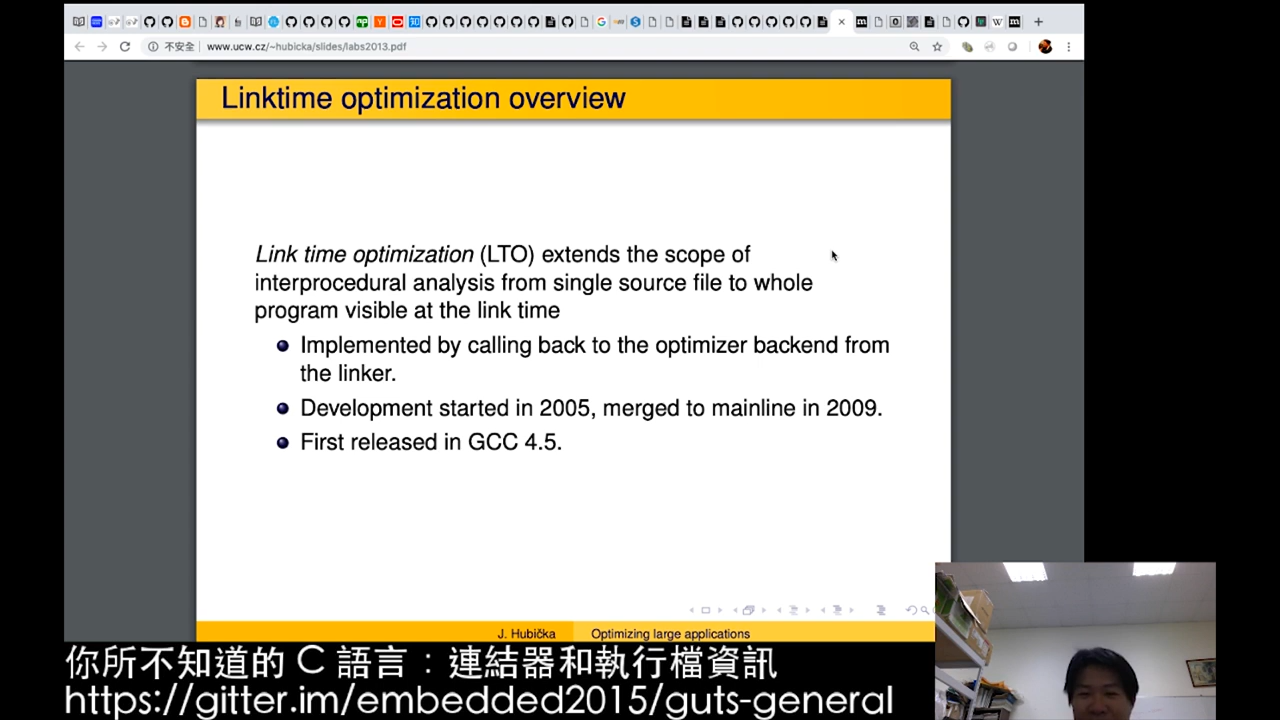 不安全 www.ucw.cz/~hubicka/slides/labs2013.pdf
Linktime optimization overview
Link time optimization (LTO) extends the scope of
interprocedural analysis from single source file to whole
program visible at the link time
Implemented by calling back to the optimizer backend from
the linker.
Development started in 2005, merged to mainline in 2009.
First released in GCC 4.5.
J. Hubička Optimizing large applications
你所不知道的 C 語言：連結器和執行檔資訊
https://gitter.im/embedded2015/guts-general